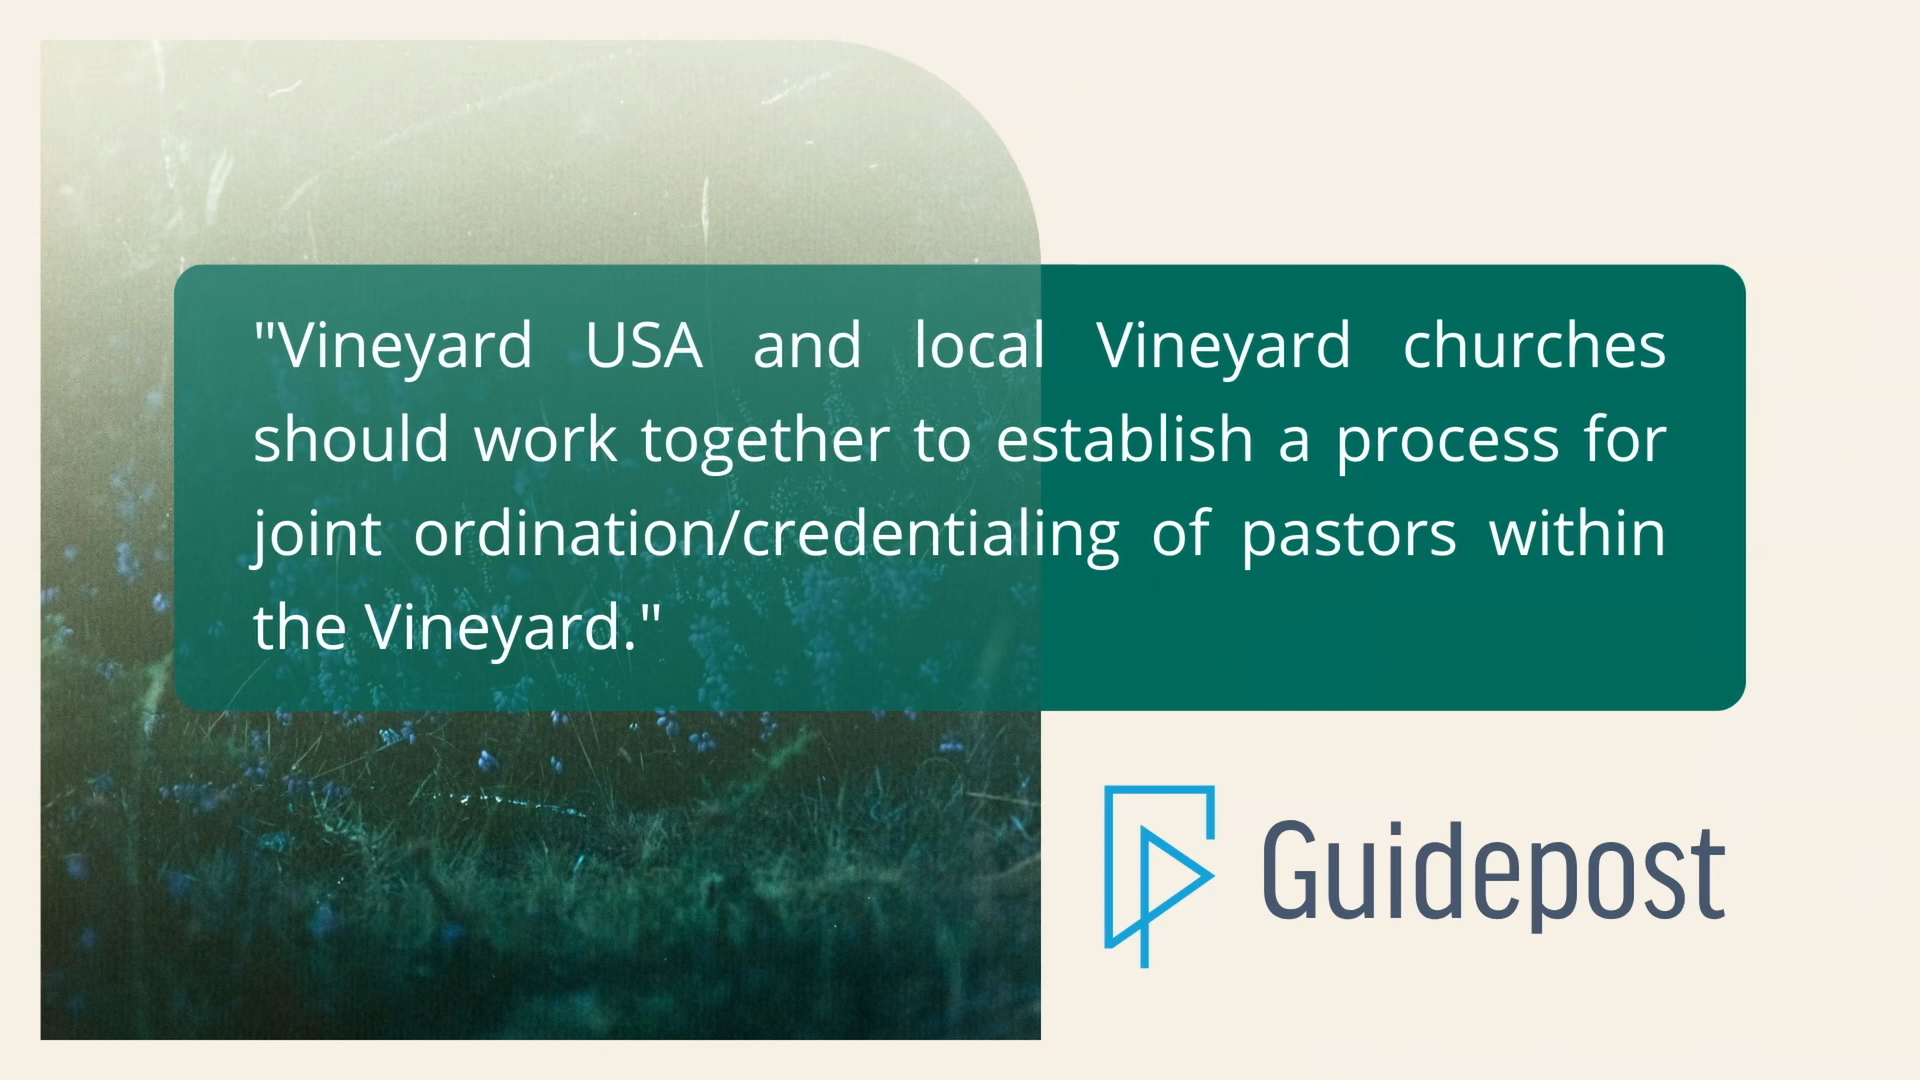 "Vineyard USA and local Vineyard churches
should work together to establish a process for
joint ordination/credentialing of pastors within
the Vineyard."
Guidepost